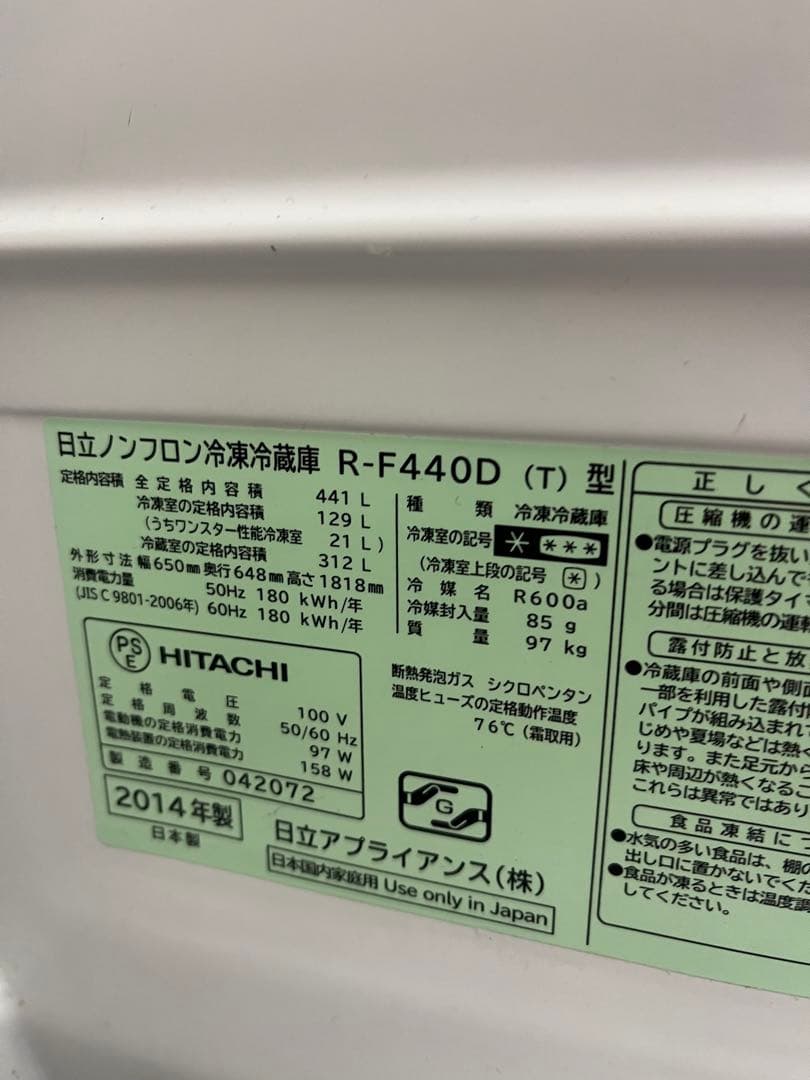 日立ノンフロン冷凍冷蔵庫 R-F440D (T) 型
定格内容積 全定格内容積 441 L
冷凍室の定格内容積 129 L
(うちワンスター性能冷凍室 21 L)
冷蔵室の定格内容積 312 L
外形寸法 幅650mm 奥行648mm 高さ1818mm
消費電力量 50Hz 180 kWh/年
(JIS C 9801-2006年) 60Hz 180 kWh/年
種類 冷凍冷蔵庫
冷凍室の記号 * ***
(冷凍室上段の記号 * )
冷媒名 R600a
冷媒封入量 85 g
質量 97 kg
PS
E
HITACHI
定格電圧 100 V
定格周波数 50/60 Hz
電動機の定格消費電力 97 W
電熱装置の定格消費電力 158 W
製造番号 042072
2014年製
日本製
断熱発泡ガス シクロペンタン
温度ヒューズの定格動作温度
76℃(霜取用)
G
日立アプライアンス(株)
日本国内家庭用 Use only in Japan
正しく
圧縮機の運
●電源プラグを抜い
ントに差し込んで
る場合は保護タイ
分間は圧縮機の運転
露付防止と放
●冷蔵庫の前面や側面
一部を利用した露付
パイプが組み込まれて
じめや夏場などは熱く
ります。また足元から
床や周辺が熱くなるこ
これらは異常ではあり
食品凍結につ
●水気の多い食品は、棚の
出し口に置かないでくだ
●食品が凍るときは温度調
してください。